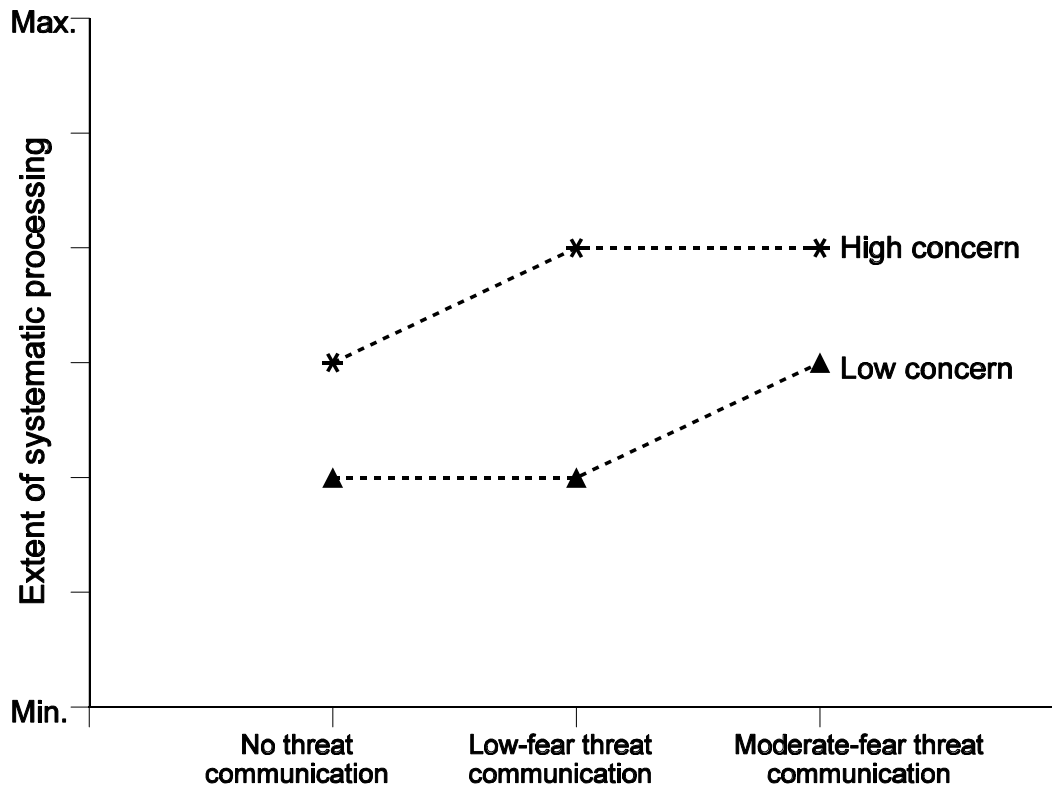 Max.
Extent of systematic processing
High concern
Low concern
Min.
No threat
communication
Low-fear threat
communication
Moderate-fear threat
communication